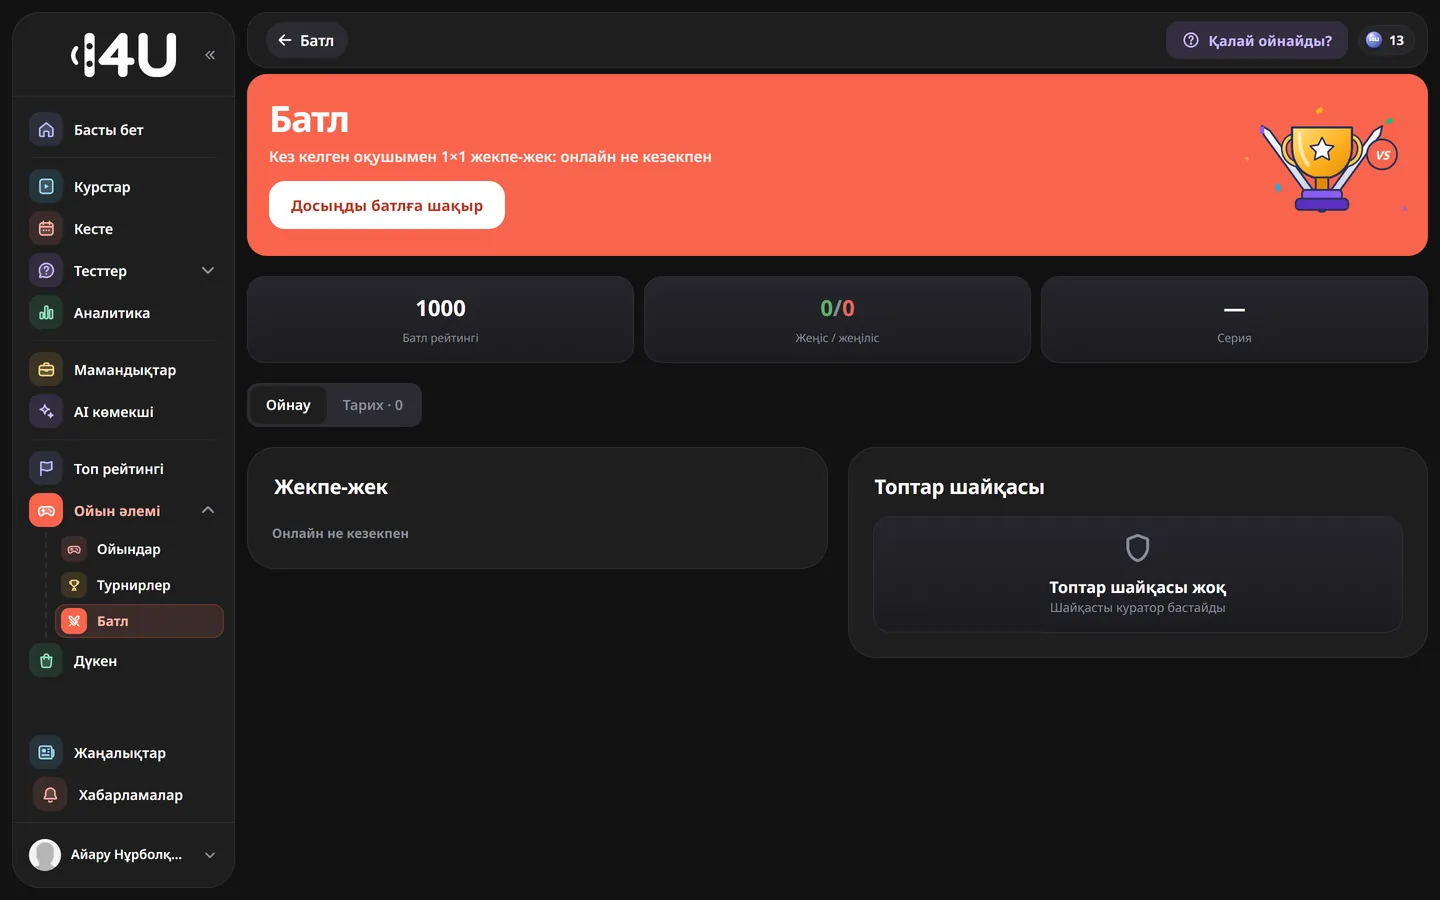 4U
Басты бет
Курстар
Кесте
Тесттер
Аналитика
Мамандықтар
AI көмекші
Топ рейтингі
Ойын әлемі
Ойындар
Турнирлер
Батл
Дүкен
Жаңалықтар
Хабарламалар
Айару Нұрболқ...
Батл
Қалай ойнайды?
13
Батл
Кез келген оқушымен 1×1 жекпе-жек: онлайн не кезекпен
Досыңды батлға шақыр
VS
1000
Батл рейтингі
0/0
Жеңіс / жеңіліс
—
Серия
Ойнау
Тарих · 0
Жекпе-жек
Онлайн не кезекпен
Топтар шайқасы
Топтар шайқасы жоқ
Шайқасты куратор бастайды